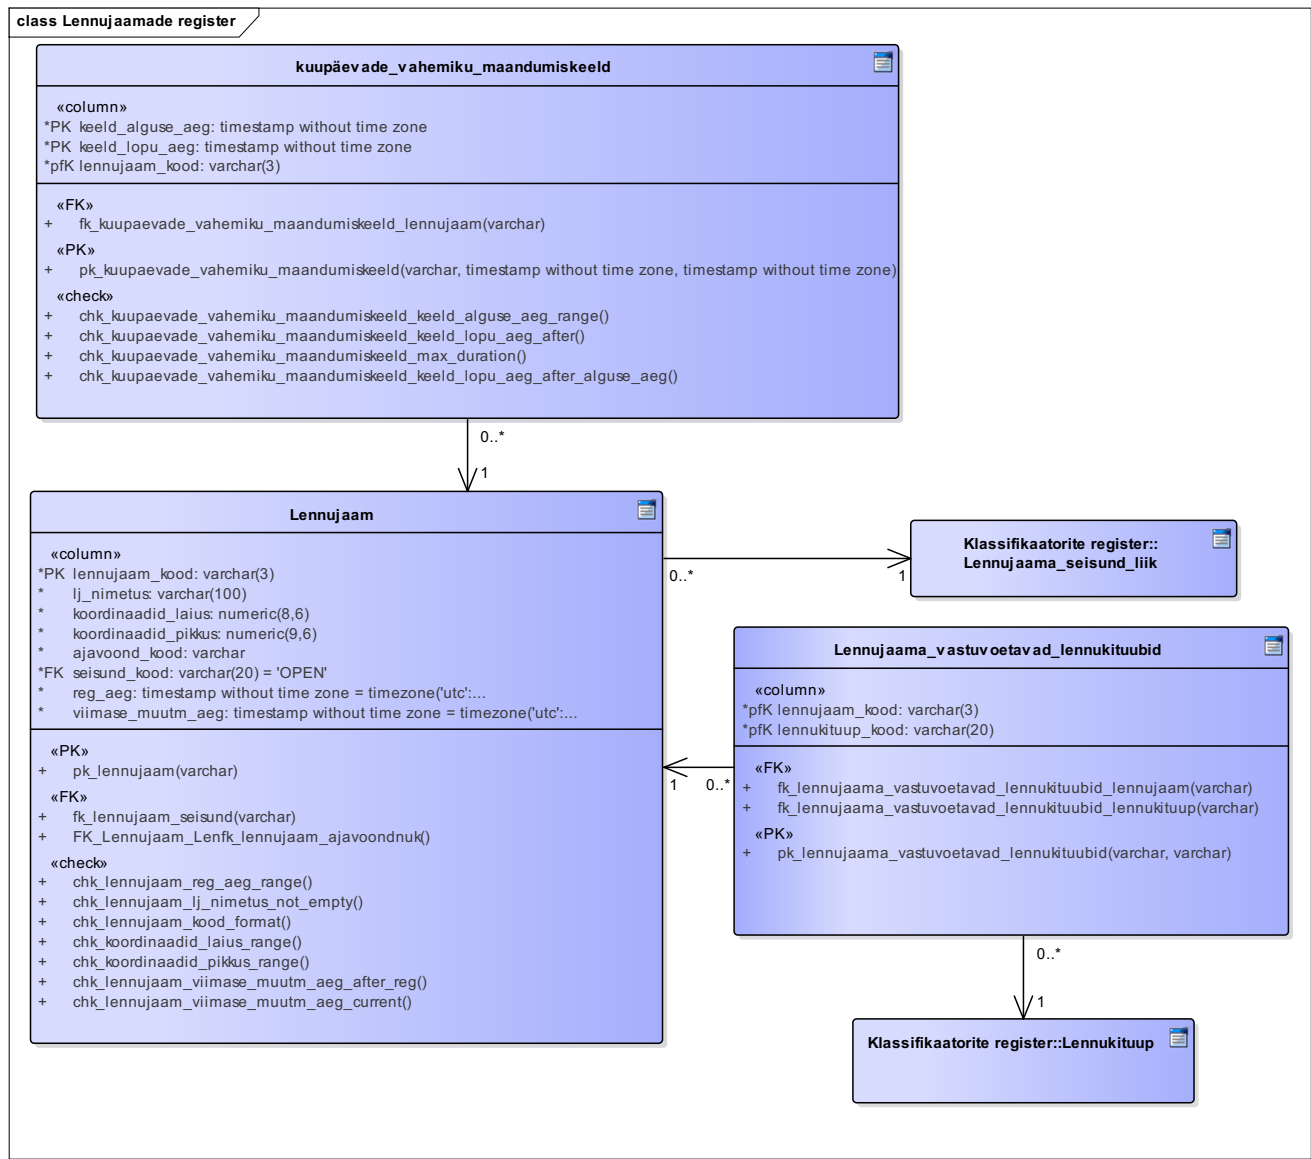 class Lennujaamade register
kuupäevade_vahemiku_maandumiskeeld
«column»
*PK keeld_alguse_aeg: timestamp without time zone
*PK keeld_lopu_aeg: timestamp without time zone
*pfK lennujaam_kood: varchar(3)
«FK»
+ fk_kuupaevade_vahemiku_maandumiskeeld_lennujaam(varchar)
«PK»
+ pk_kuupaevade_vahemiku_maandumiskeeld(varchar, timestamp without time zone, timestamp without time zone)
«check»
+ chk_kuupaevade_vahemiku_maandumiskeeld_keeld_alguse_aeg_range()
+ chk_kuupaevade_vahemiku_maandumiskeeld_keeld_lopu_aeg_after()
+ chk_kuupaevade_vahemiku_maandumiskeeld_max_duration()
+ chk_kuupaevade_vahemiku_maandumiskeeld_keeld_lopu_aeg_after_alguse_aeg()
0..*
1
Lennujaam
«column»
*PK lennujaam_kood: varchar(3)
* lj_nimetus: varchar(100)
* koordinaadid_laius: numeric(8,6)
* koordinaadid_pikkus: numeric(9,6)
* ajavoond_kood: varchar
*FK seisund_kood: varchar(20) = 'OPEN'
* reg_aeg: timestamp without time zone = timezone('utc':...
* viimase_muutm_aeg: timestamp without time zone = timezone('utc':...
«PK»
+ pk_lennujaam(varchar)
«FK»
+ fk_lennujaam_seisund(varchar)
+ FK_Lennujaam_Lenfk_lennujaam_ajavoondnuk()
«check»
+ chk_lennujaam_reg_aeg_range()
+ chk_lennujaam_lj_nimetus_not_empty()
+ chk_lennujaam_kood_format()
+ chk_koordinaadid_laius_range()
+ chk_koordinaadid_pikkus_range()
+ chk_lennujaam_viimase_muutm_aeg_after_reg()
+ chk_lennujaam_viimase_muutm_aeg_current()
0..*
1
Klassifikaatorite register::
Lennujaama_seisund_liik
Lennujaama_vastuvoetavad_lennukituubid
«column»
*pfK lennujaam_kood: varchar(3)
*pfK lennukituup_kood: varchar(20)
«FK»
+ fk_lennujaama_vastuvoetavad_lennukituubid_lennujaam(varchar)
+ fk_lennujaama_vastuvoetavad_lennukituubid_lennukituup(varchar)
«PK»
+ pk_lennujaama_vastuvoetavad_lennukituubid(varchar, varchar)
1
0..*
0..*
1
Klassifikaatorite register::Lennukituup